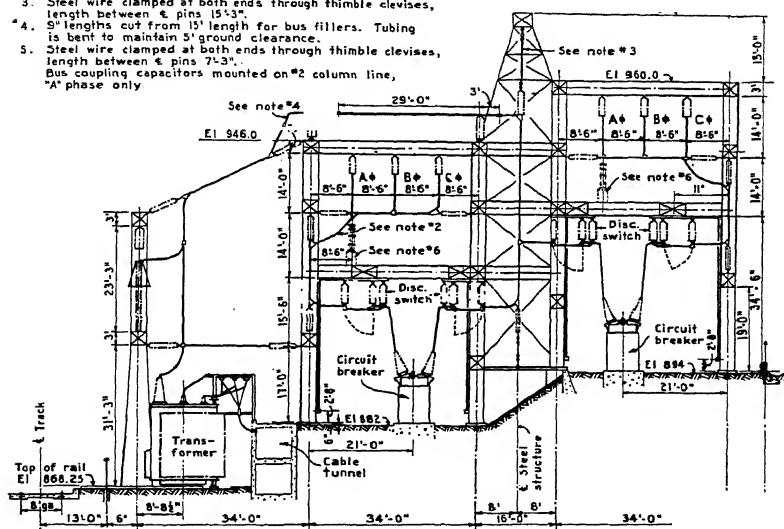 3. Steel wire clamped at both ends through thimble clevises,
length between ℄ pins 15'-3".
*4. 9" lengths cut from 15' length for bus fillers. Tubing
is bent to maintain 5' ground clearance.
5. Steel wire clamped at both ends through thimble clevises,
length between ℄ pins 7'-3".
Bus coupling capacitors mounted on #2 column line,
"A" phase only
See note #3
15'-0"
El 960.0
3'
29'-0"
3'
See note #4
El 946.0
AΦ BΦ CΦ
8'-6" 8'-6" 8'-6"
14'-0"
AΦ BΦ CΦ
8'-6" 8'-6" 8'-6"
14'-0"
See note #6
11"
14'-0"
3'
See note #2
8'-6"
See note #6
14'-0"
Disc.
switch
23'-3"
Disc.
switch
15'-6"
34'-6"
19'-0"
3'
Circuit
breaker
Circuit
breaker
2'-8"
El 894
17'-0"
2'-8"
El 882
6"
21'-0"
21'-0"
31'-3"
Trans-
former
Cable
tunnel
℄ Steel
structure
℄ Track
Top of rail
El 868.25
8'-8½"
8' 8'
13'-0" 6' 34'-0" 34'-0" 16'-0" 34'-0"